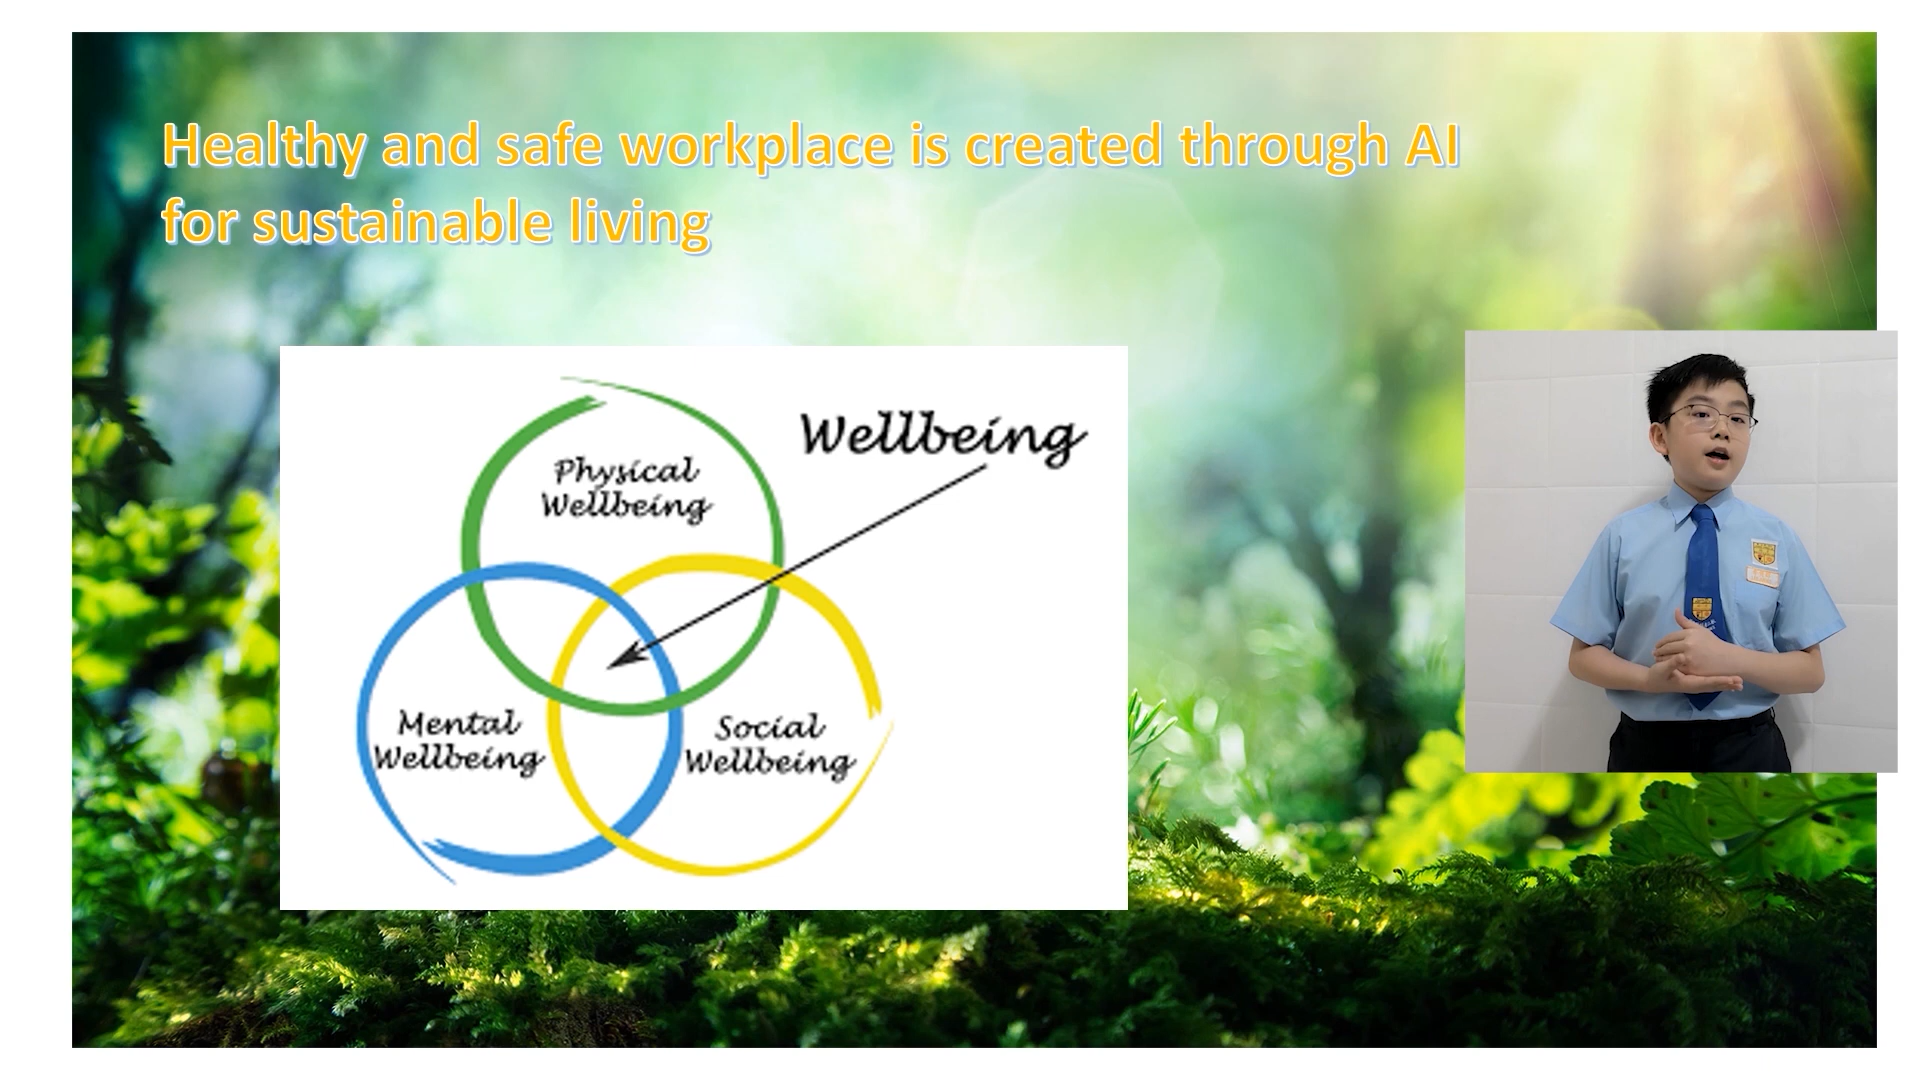 Healthy and safe workplace is created through AI
for sustainable living
Wellbeing
Physical
Wellbeing
Mental
Wellbeing
Social
Wellbeing